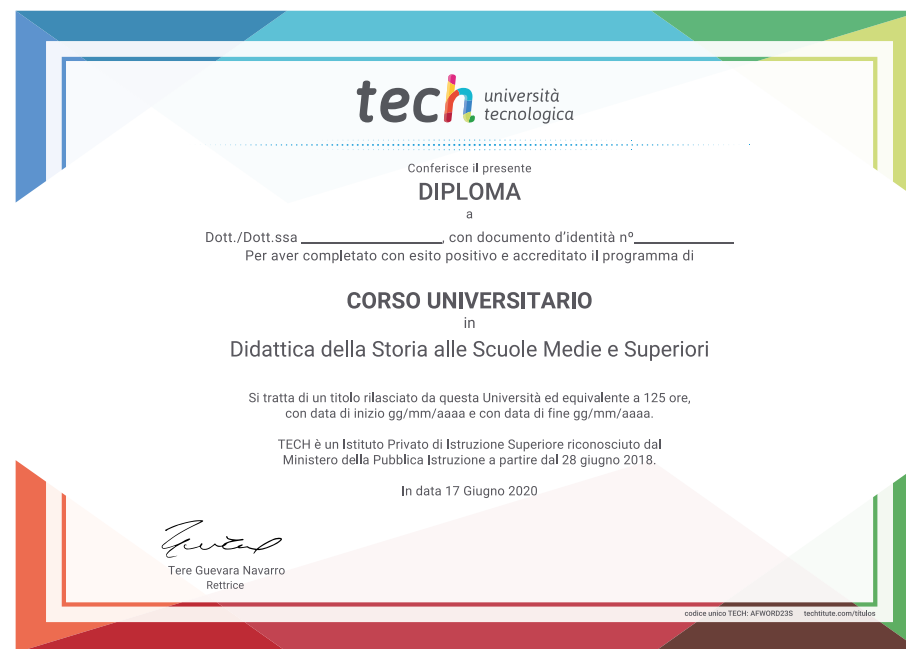 tech università
tecnologica
Conferisce il presente
DIPLOMA
a
Dott./Dott.ssa ___________________, con documento d'identità nº_____________
Per aver completato con esito positivo e accreditato il programma di
CORSO UNIVERSITARIO
in
Didattica della Storia alle Scuole Medie e Superiori
Si tratta di un titolo rilasciato da questa Università ed equivalente a 125 ore,
con data di inizio gg/mm/aaaa e con data di fine gg/mm/aaaa.
TECH è un Istituto Privato di Istruzione Superiore riconosciuto dal
Ministero della Pubblica Istruzione a partire dal 28 giugno 2018.
In data 17 Giugno 2020
Tere Guevara Navarro
Rettrice
codice unico TECH: AFWORD23S techtitute.com/titulos